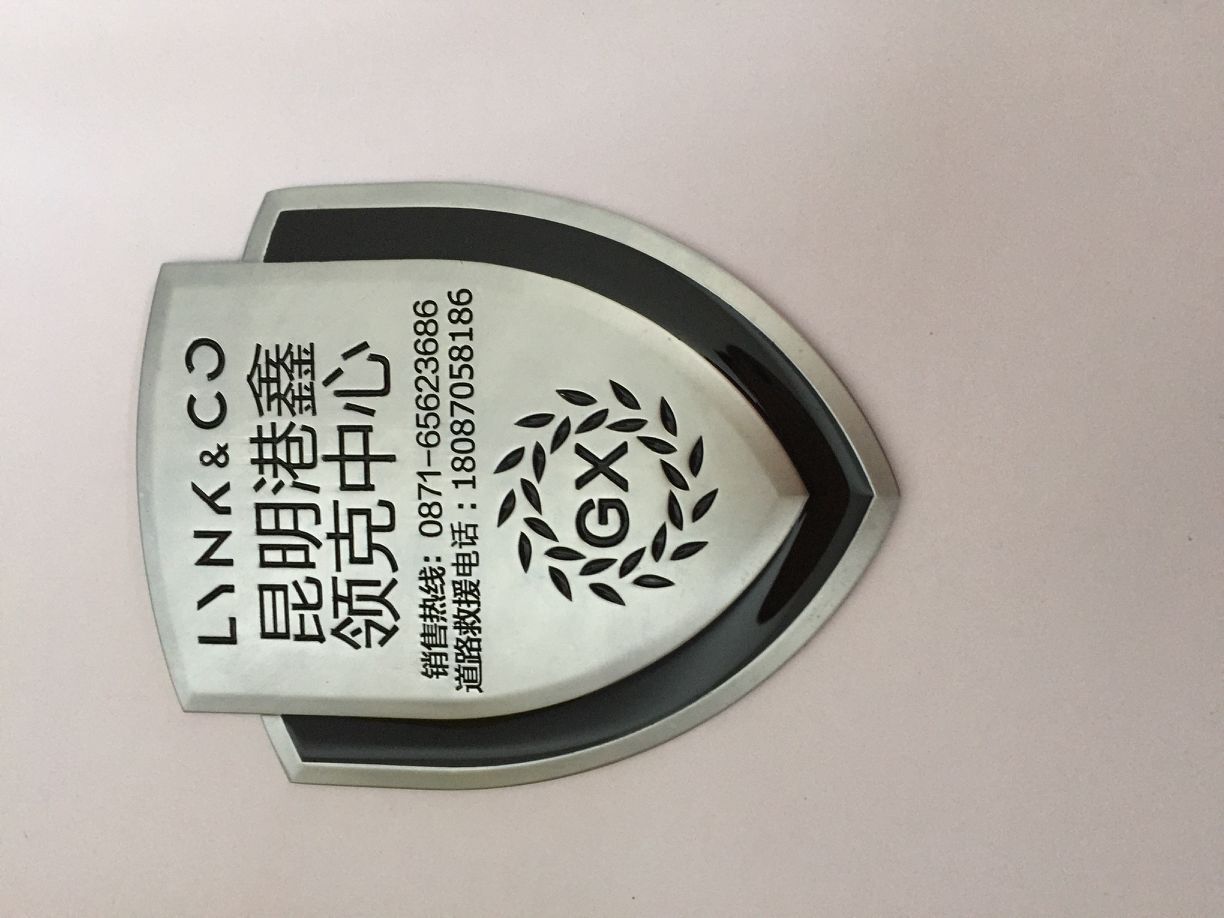 LYNK&CO
昆明港鑫
领克中心
销售热线：0871-65623686
道路救援电话：18087058186
GX